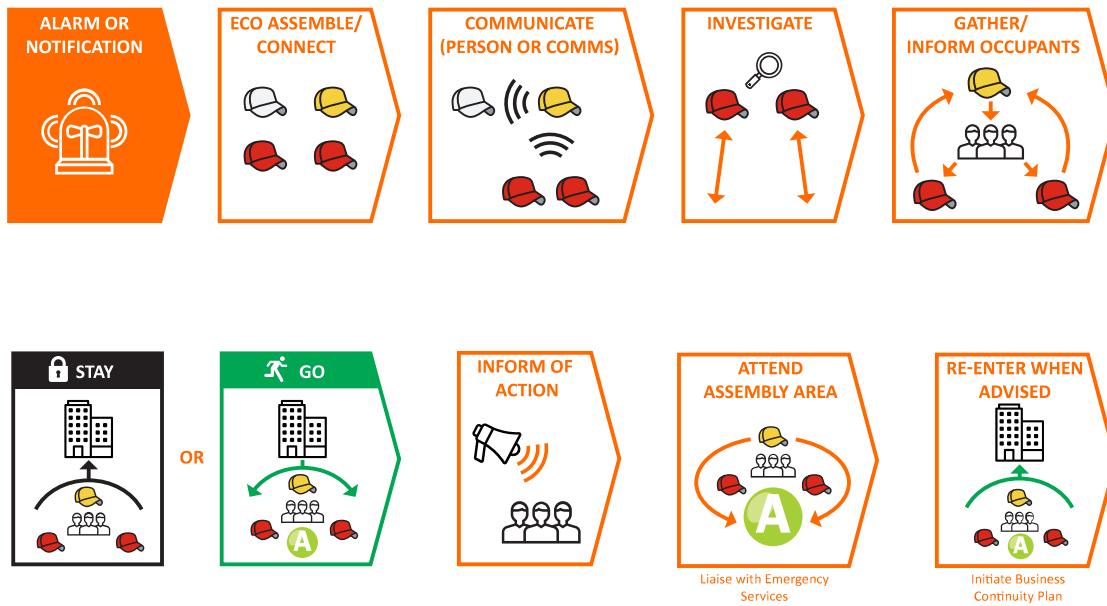 ALARM OR
NOTIFICATION
ECO ASSEMBLE/
CONNECT
COMMUNICATE
(PERSON OR COMMS)
INVESTIGATE
GATHER/
INFORM OCCUPANTS
STAY
OR
GO
A
INFORM OF
ACTION
ATTEND
ASSEMBLY AREA
A
Liaise with Emergency
Services
RE-ENTER WHEN
ADVISED
A
Initiate Business
Continuity Plan